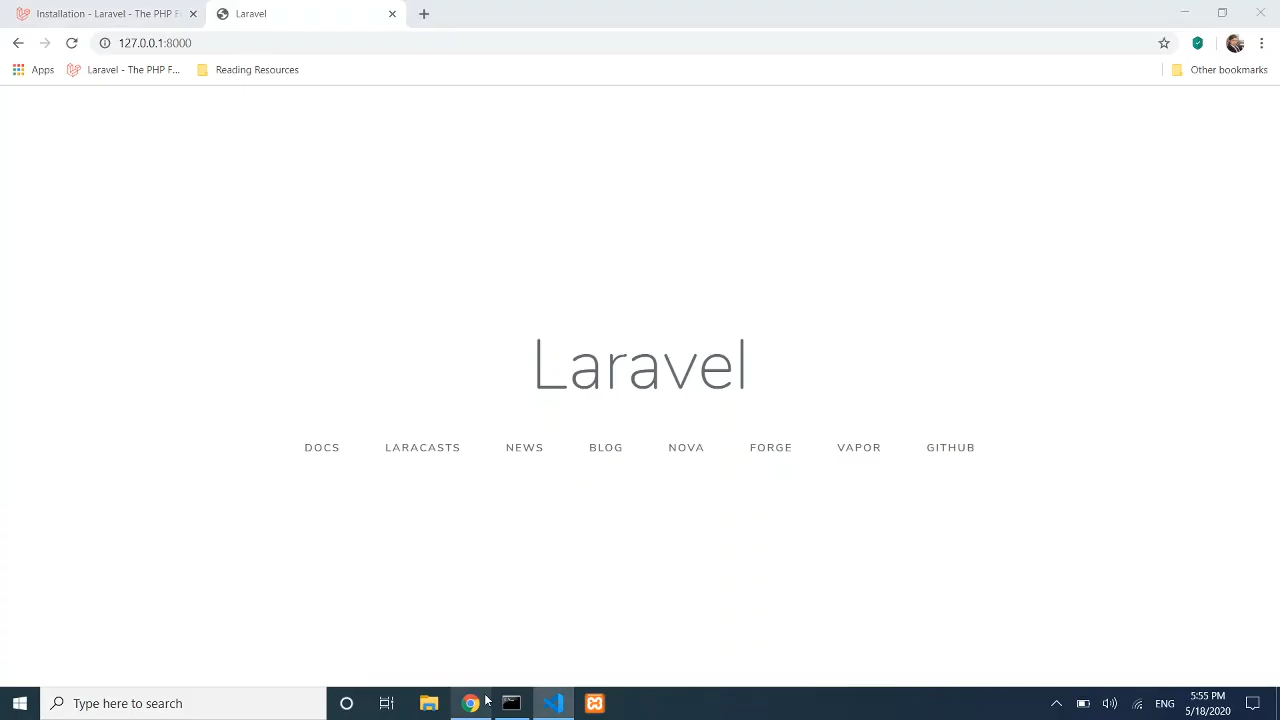 Installation - Laravel - The PHP F
Laravel
127.0.0.1:8000
Apps
Laravel - The PHP F...
Reading Resources
Other bookmarks
Laravel
DOCS LARACASTS NEWS BLOG NOVA FORGE VAPOR GITHUB
Type here to search
ENG
5:55 PM
5/18/2020